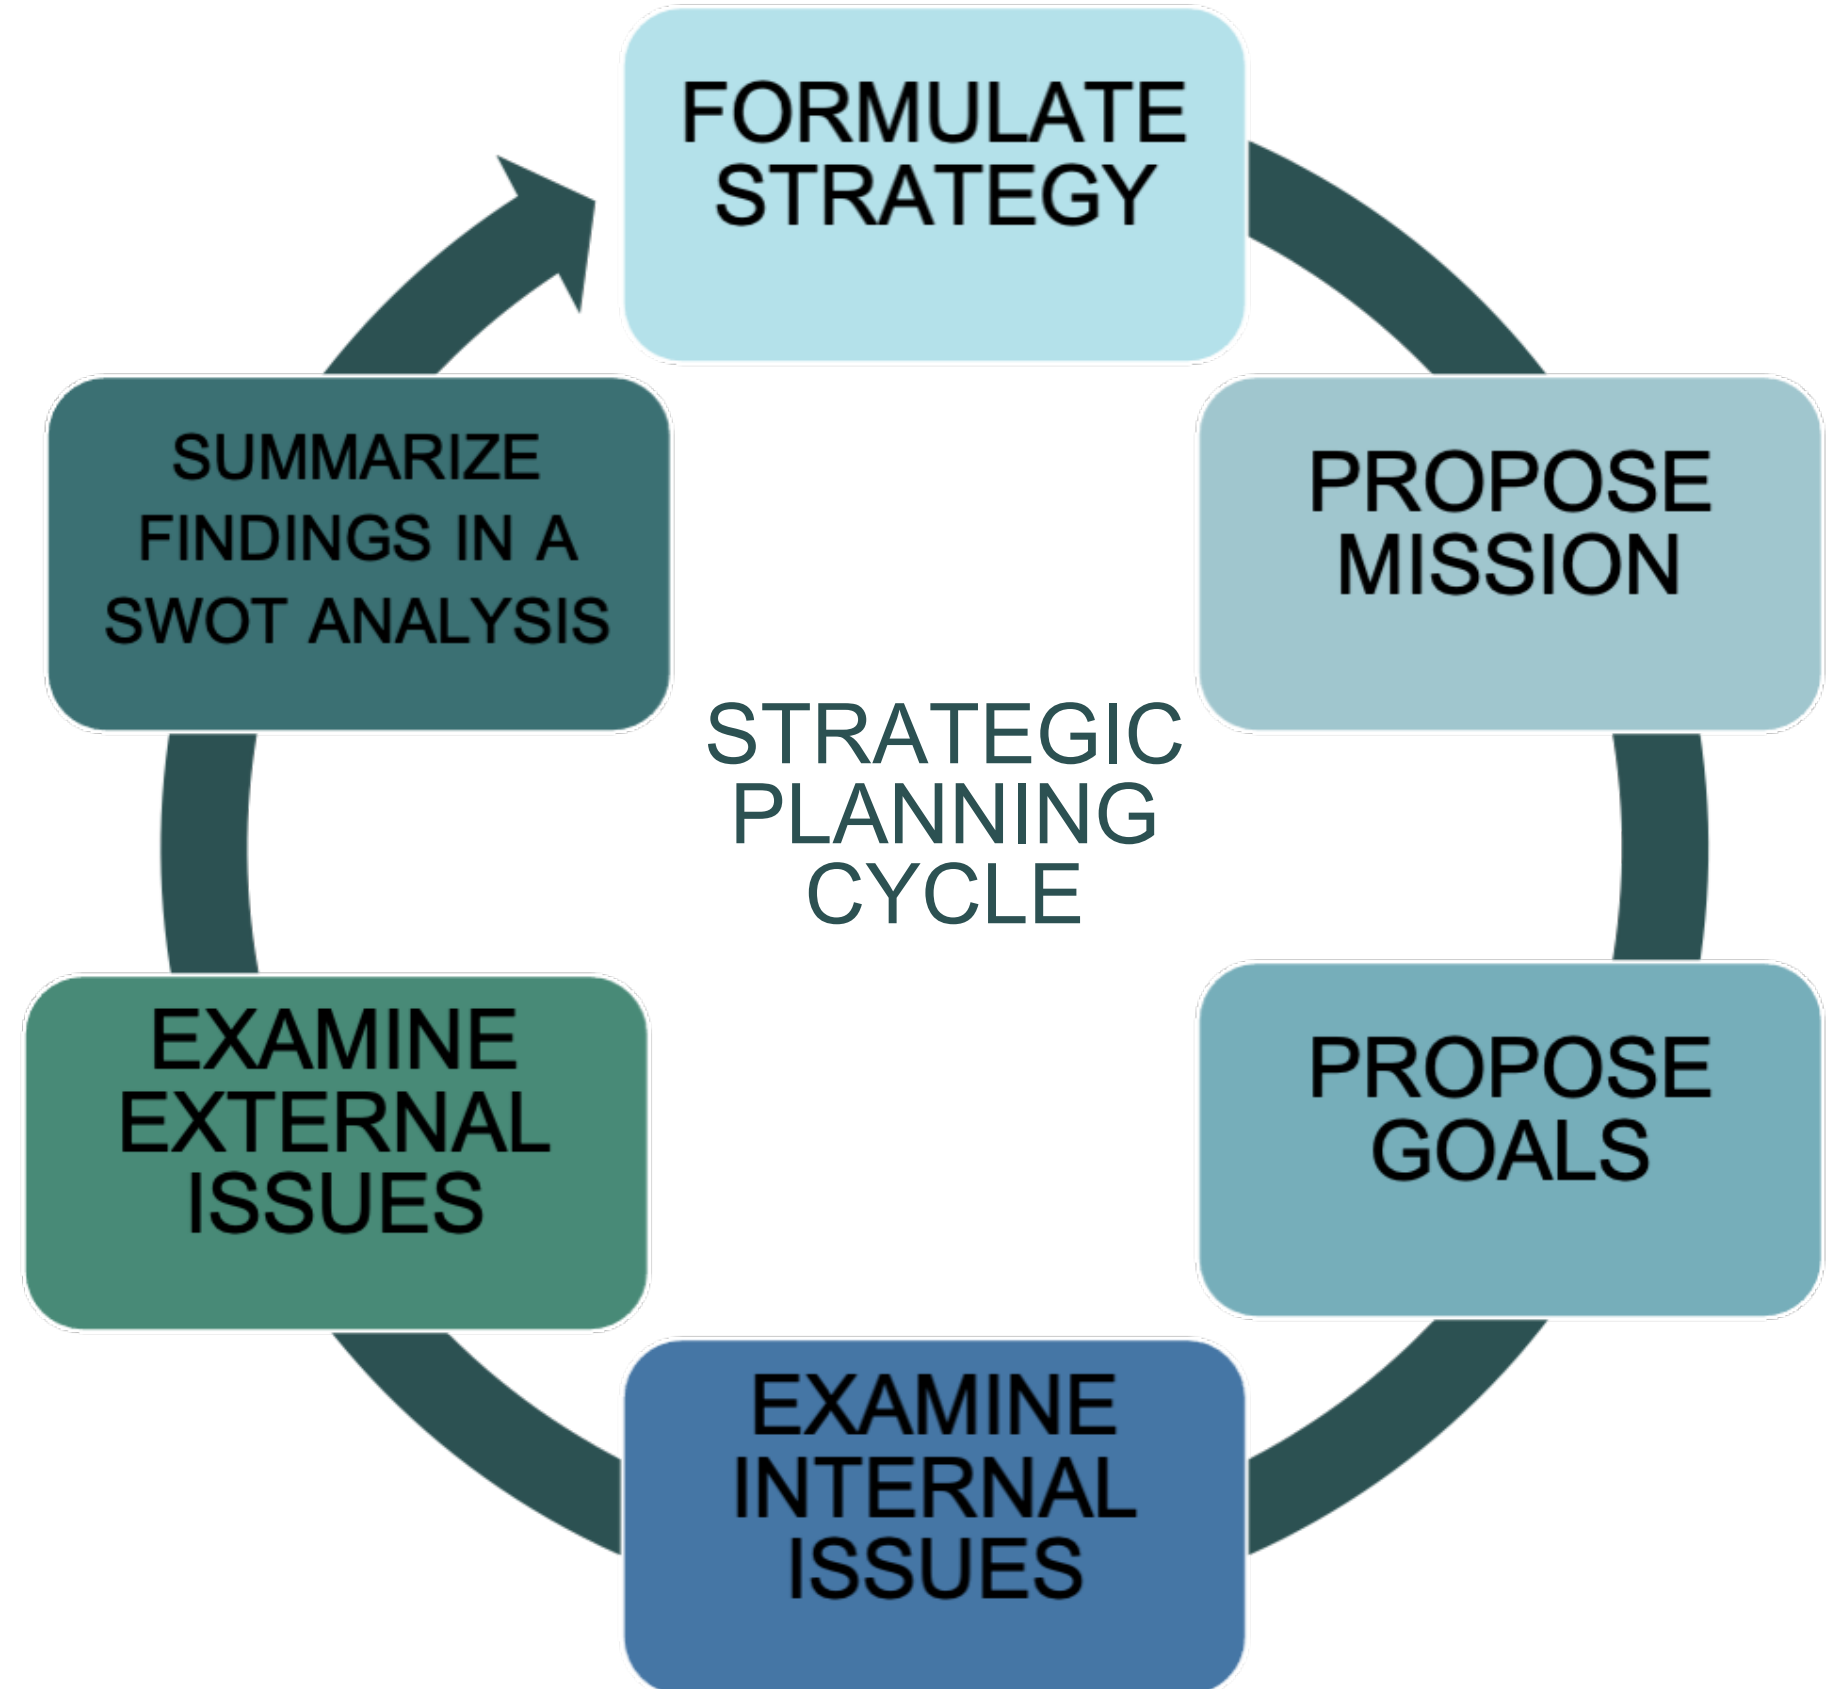 FORMULATE
STRATEGY
PROPOSE
MISSION
PROPOSE
GOALS
EXAMINE
INTERNAL
ISSUES
EXAMINE
EXTERNAL
ISSUES
SUMMARIZE
FINDINGS IN A
SWOT ANALYSIS
STRATEGIC
PLANNING
CYCLE